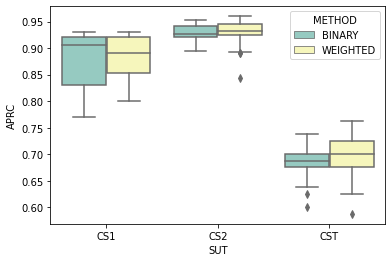 METHOD
BINARY
WEIGHTED
0.95
0.90
0.85
0.80
0.75
0.70
0.65
0.60
APRC
CS1 CS2 CST
SUT